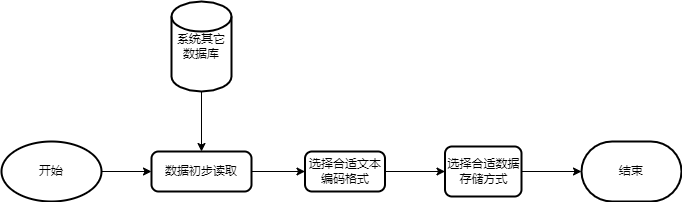 系统其它
数据库
开始
数据初步读取
选择合适文本
编码格式
选择合适数据
存储方式
结束